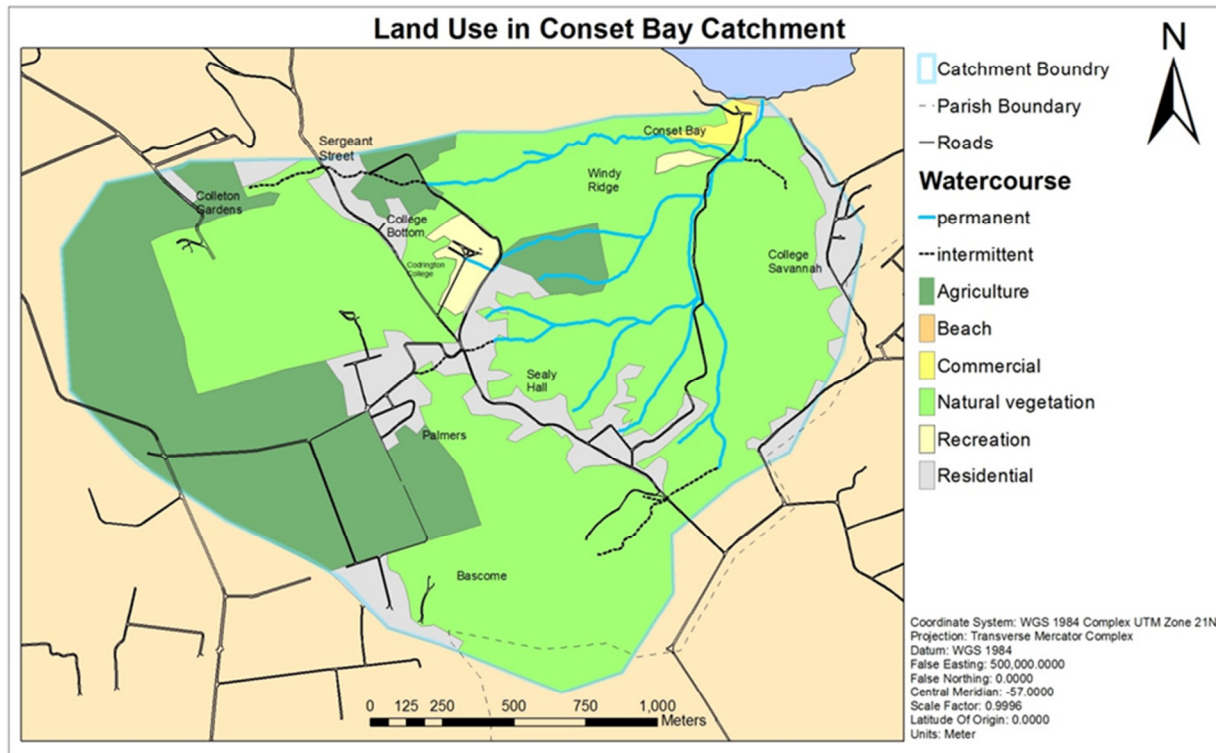 Land Use in Conset Bay Catchment
N
Catchment Boundry
Parish Boundary
Roads
Watercourse
permanent
intermittent
Agriculture
Beach
Commercial
Natural vegetation
Recreation
Residential
Conset Bay
Sergeant
Street
Windy
Ridge
Colleton
Gardens
College
Bottom
Codrington
College
College
Savannah
Sealy
Hall
Palmers
Bascome
0 125 250 500 750 1,000
Meters
Coordinate System: WGS 1984 Complex UTM Zone 21N
Projection: Transverse Mercator Complex
Datum: WGS 1984
False Easting: 500,000.0000
False Northing: 0.0000
Central Meridian: -57.0000
Scale Factor: 0.9996
Latitude Of Origin: 0.0000
Units: Meter